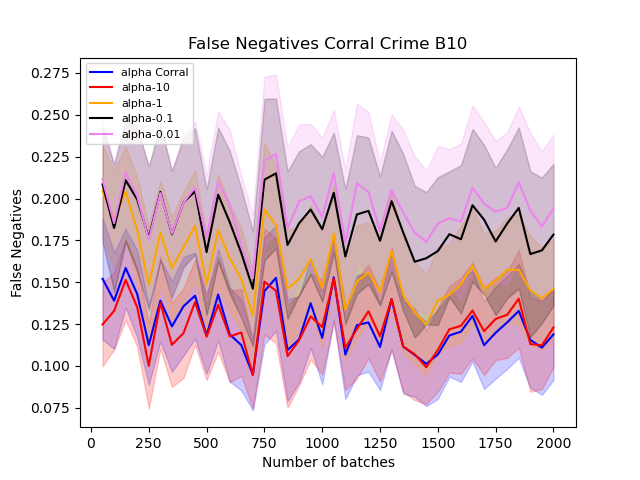 False Negatives Corral Crime B10
alpha Corral
alpha-10
alpha-1
alpha-0.1
alpha-0.01
0.275
0.250
0.225
0.200
0.175
0.150
0.125
0.100
0.075
False Negatives
0 250 500 750 1000 1250 1500 1750 2000
Number of batches